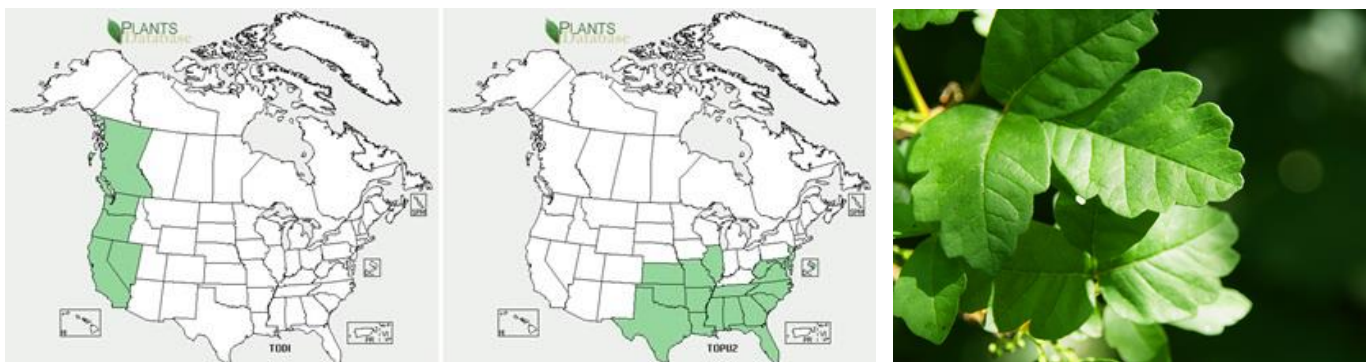 PLANTS
Database
TODI
PLANTS
Database
TOPU2